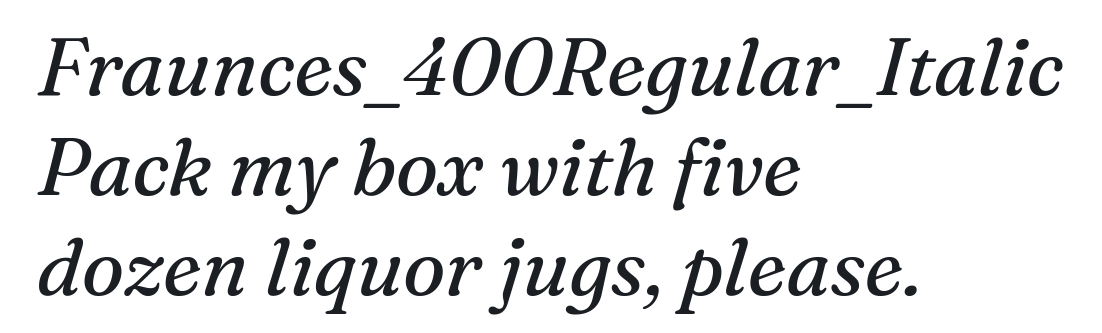 Fraunces_400Regular_Italic
Pack my box with five
dozen liquor jugs, please.